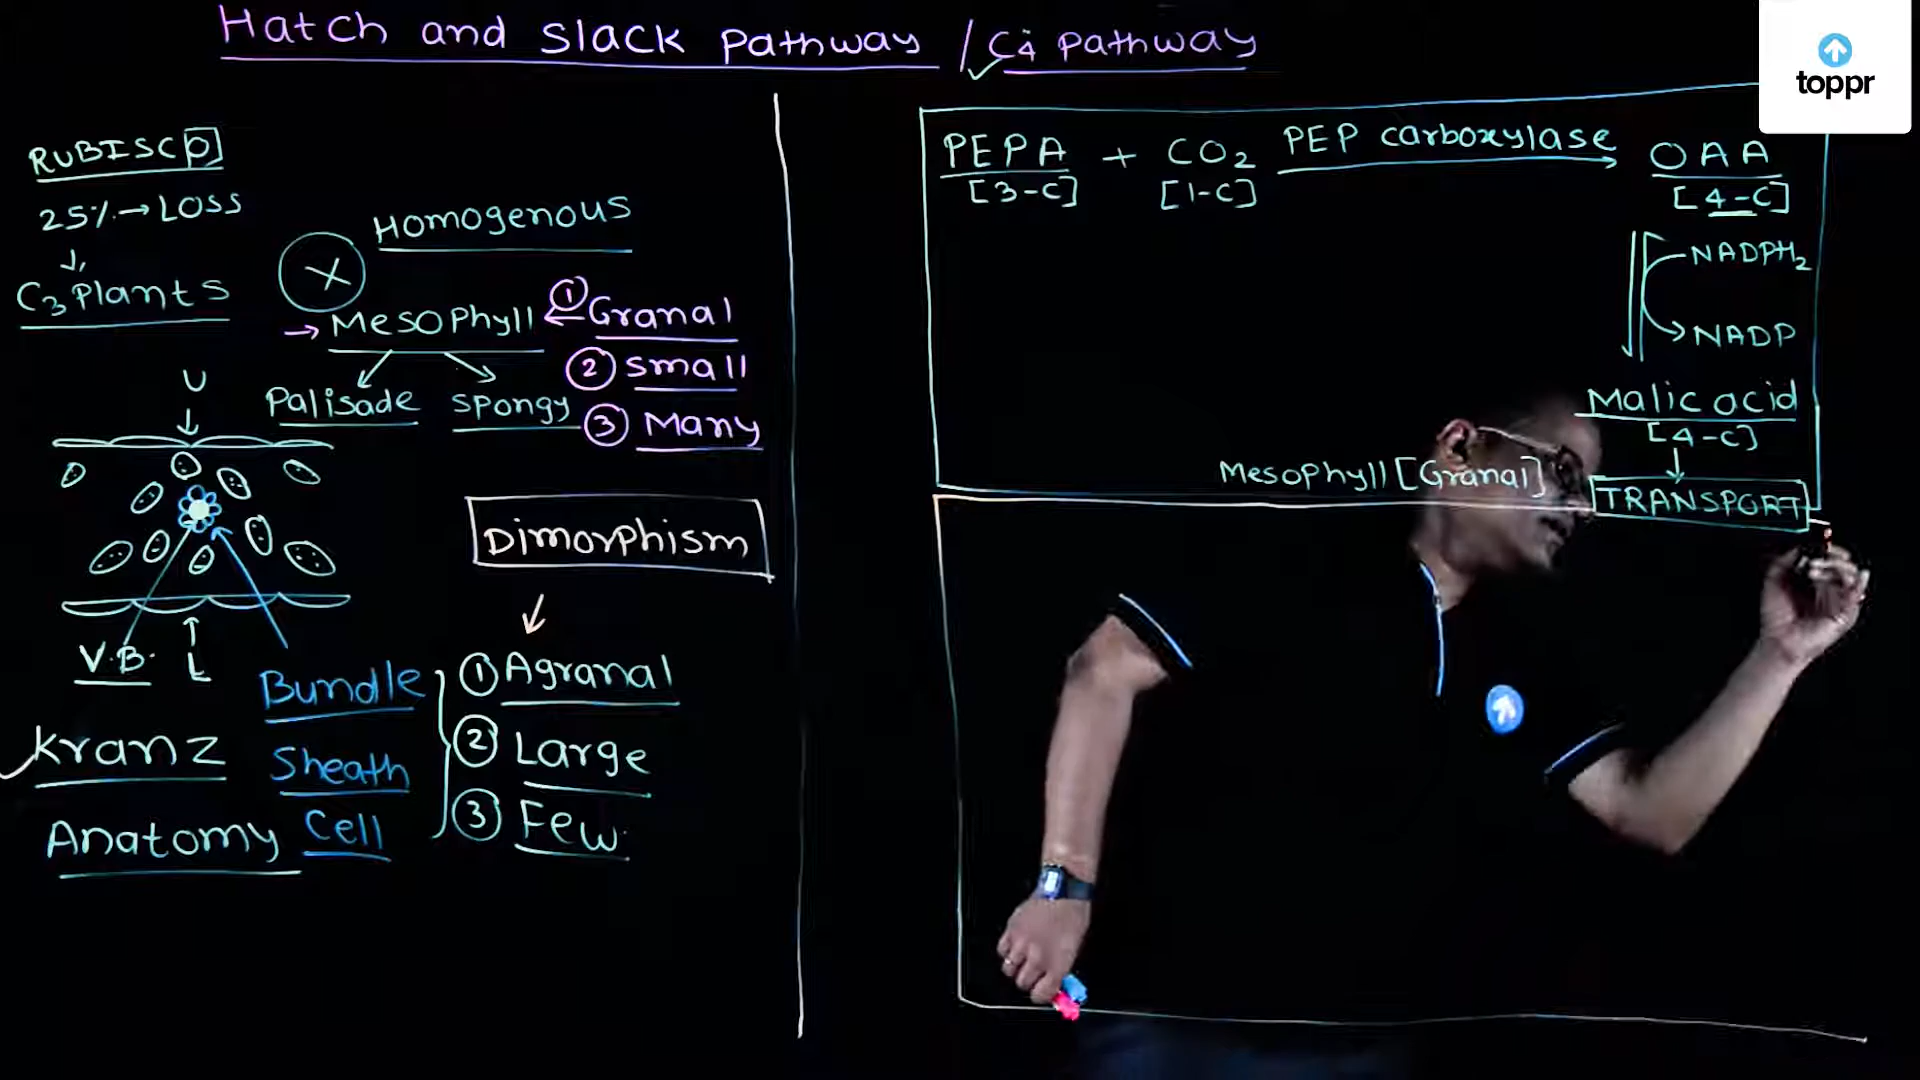 Hatch and Slack Pathway / C4 Pathway
toppr
RUBISCO
25% → LOSS
C3 Plants
Homogenous
X
→ Mesophyll
① Granal
② Small
③ Many
Palisade
Spongy
U
V.B.
L
Dimorphism
Bundle
Sheath
Cell
① Agranal
② Large
③ Few
Kranz
Anatomy
PEPA + CO2 PEP carboxylase OAA
[3-C] [1-C] [4-C]
NADPH2
NADP
Malic acid
[4-C]
Mesophyll [Granal]
TRANSPORT